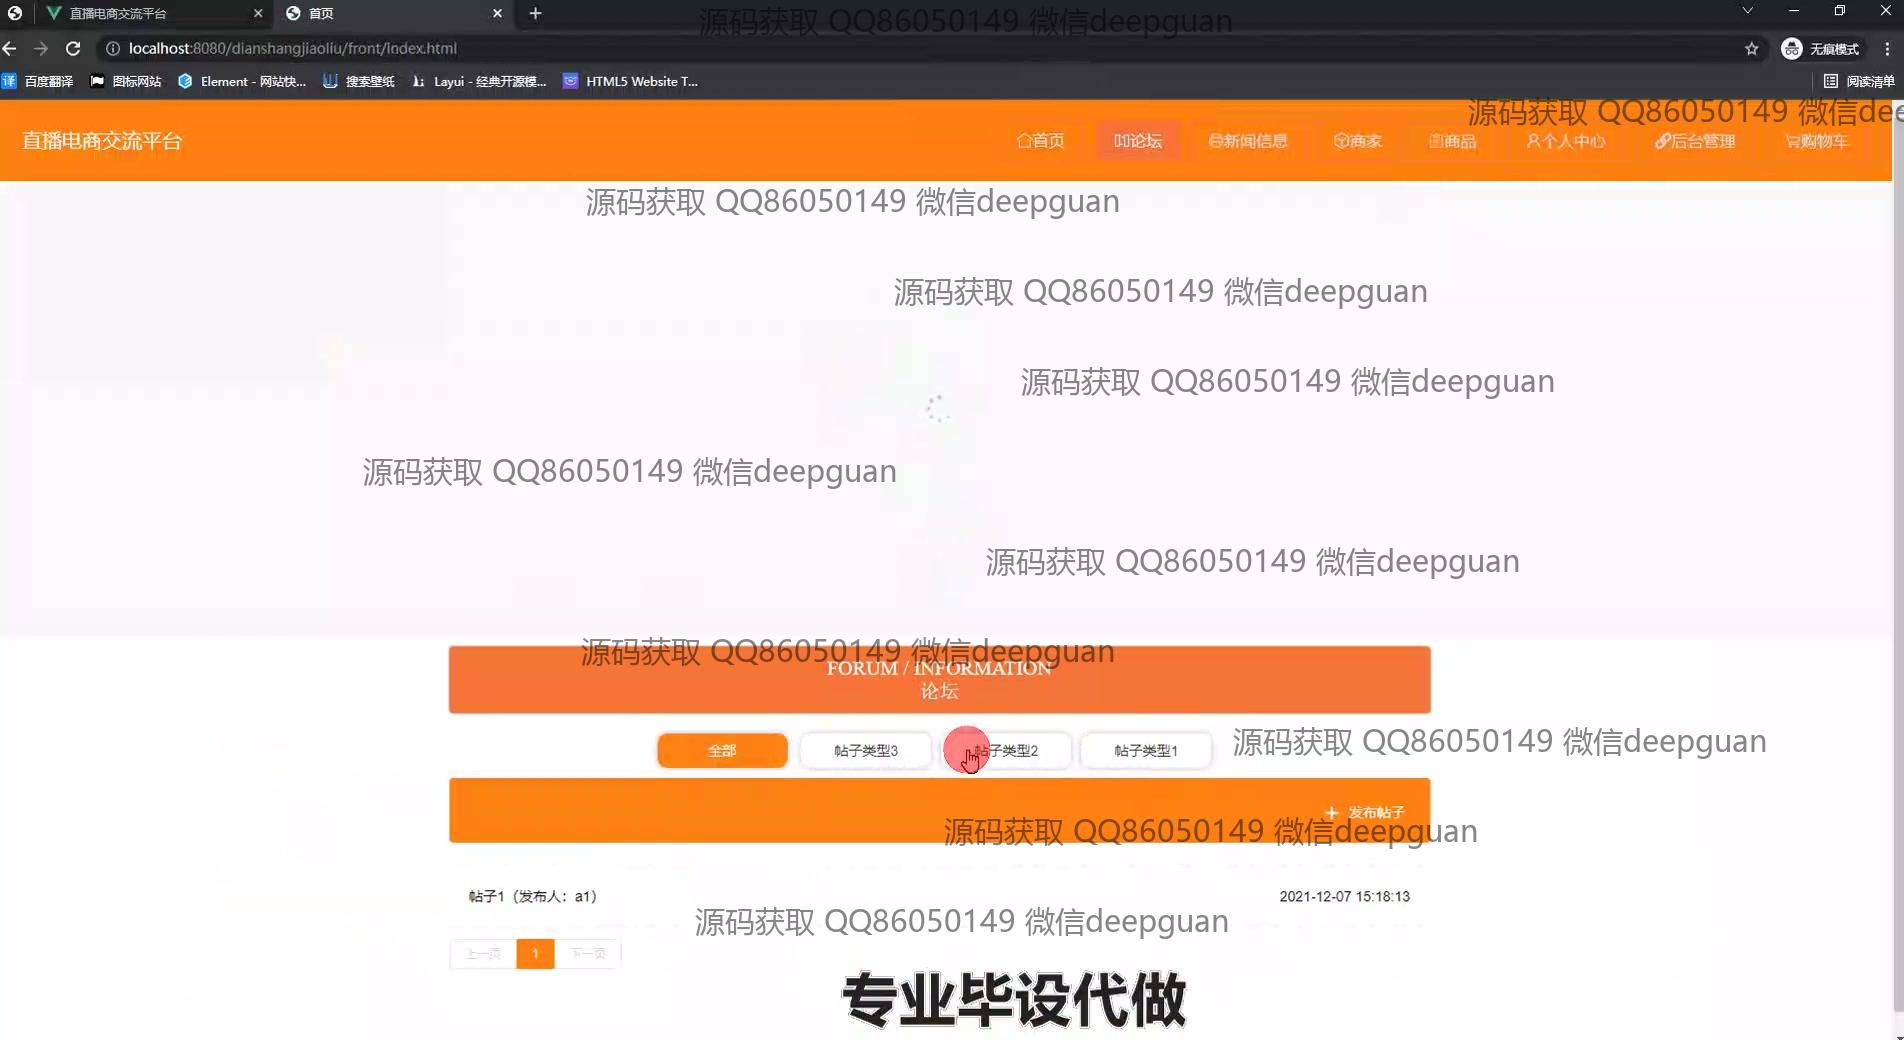 直播电商交流平台
首页
源码获取 QQ86050149 微信deepguan
localhost:8080/dianshangjiaoliu/front/index.html
无痕模式
百度翻译
图标网站
Element - 网站快...
搜索壁纸
Layui - 经典开源模...
HTML5 Website T...
阅读清单
源码获取 QQ86050149 微信dee
直播电商交流平台
首页
论坛
新闻信息
商家
商品
个人中心
后台管理
购物车
源码获取 QQ86050149 微信deepguan
源码获取 QQ86050149 微信deepguan
源码获取 QQ86050149 微信deepguan
源码获取 QQ86050149 微信deepguan
源码获取 QQ86050149 微信deepguan
源码获取 QQ86050149 微信deepguan
FORUM / INFORMATION
论坛
全部
帖子类型3
帖子类型2
帖子类型1
源码获取 QQ86050149 微信deepguan
+ 发布帖子
源码获取 QQ86050149 微信deepguan
帖子1（发布人：a1）
2021-12-07 15:18:13
源码获取 QQ86050149 微信deepguan
上一页
1
下一页
专业毕设代做